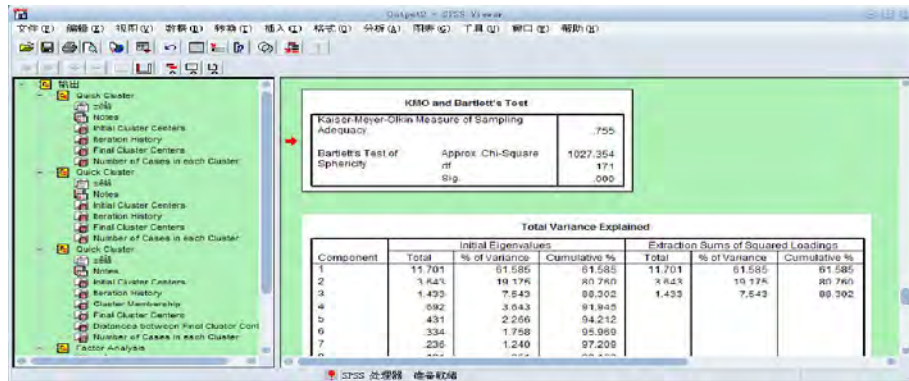 Output2 - SPSS Viewer
文件(F) 编辑(E) 视图(V) 数据(D) 转换(T) 插入(I) 格式(O) 分析(A) 图形(G) 工具(U) 窗口(W) 帮助(H)
输出
Quick Cluster
Notes
Initial Cluster Centers
Iteration History
Final Cluster Centers
Number of Cases in each Cluster
Quick Cluster
Notes
Initial Cluster Centers
Iteration History
Final Cluster Centers
Number of Cases in each Cluster
Quick Cluster
Notes
Initial Cluster Centers
Iteration History
Cluster Membership
Final Cluster Centers
Distances between Final Cluster Cent
Number of Cases in each Cluster
Factor Analysis
KMO and Bartlett's Test
Kaiser-Meyer-Olkin Measure of Sampling
Adequacy. .755
Bartlett's Test of Approx. Chi-Square 1027.354
Sphericity df 171
Sig. .000
Total Variance Explained
Initial Eigenvalues Extraction Sums of Squared Loadings
Component Total % of Variance Cumulative % Total % of Variance Cumulative %
1 11.701 61.585 61.585 11.701 61.585 61.585
2 3.643 19.175 80.760 3.643 19.175 80.760
3 1.433 7.543 88.302 1.433 7.543 88.302
4 .692 3.643 91.945
5 .431 2.266 94.212
6 .334 1.758 95.969
7 .236 1.240 97.209
SPSS 处理器 准备就绪